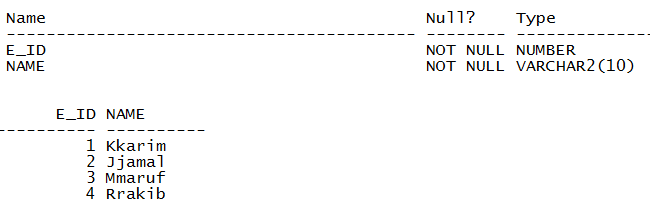 Name Null? Type
----------------------------------------- -------- --------------
E_ID NOT NULL NUMBER
NAME NOT NULL VARCHAR2(10)
E_ID NAME
---------- ----------
1 Kkarim
2 Jjamal
3 Mmaruf
4 Rrakib